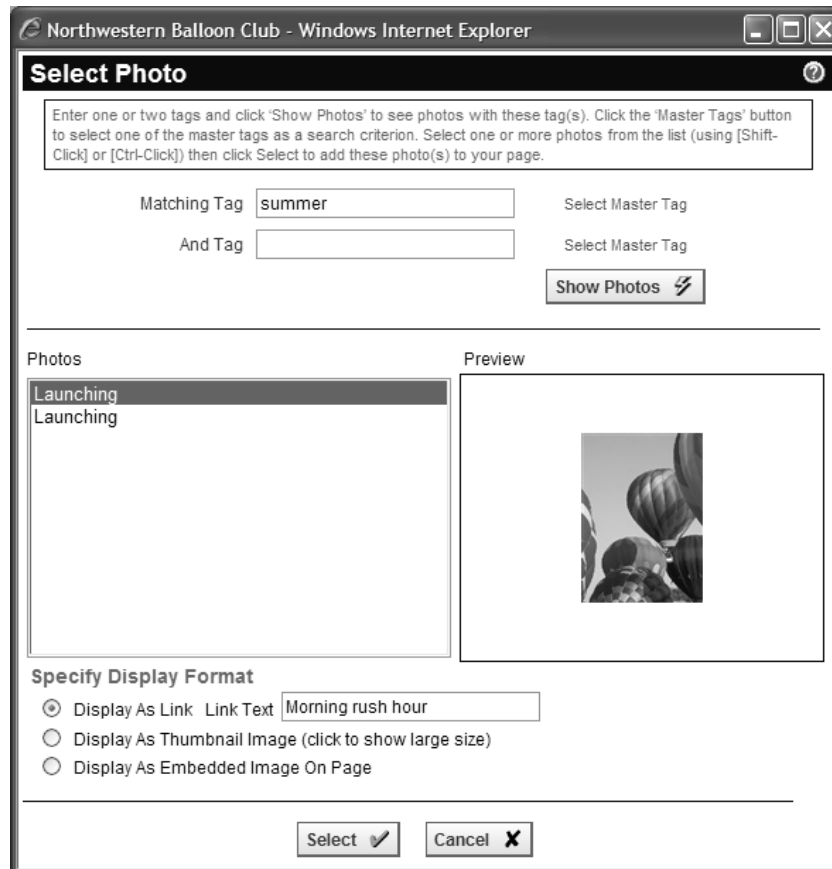 Northwestern Balloon Club - Windows Internet Explorer
Select Photo
Enter one or two tags and click 'Show Photos' to see photos with these tag(s). Click the 'Master Tags' button
to select one of the master tags as a search criterion. Select one or more photos from the list (using [Shift-
Click] or [Ctrl-Click]) then click Select to add these photo(s) to your page.
Matching Tag summer Select Master Tag
And Tag Select Master Tag
Show Photos
Photos Preview
Launching
Launching
Specify Display Format
Display As Link Link Text Morning rush hour
Display As Thumbnail Image (click to show large size)
Display As Embedded Image On Page
Select Cancel